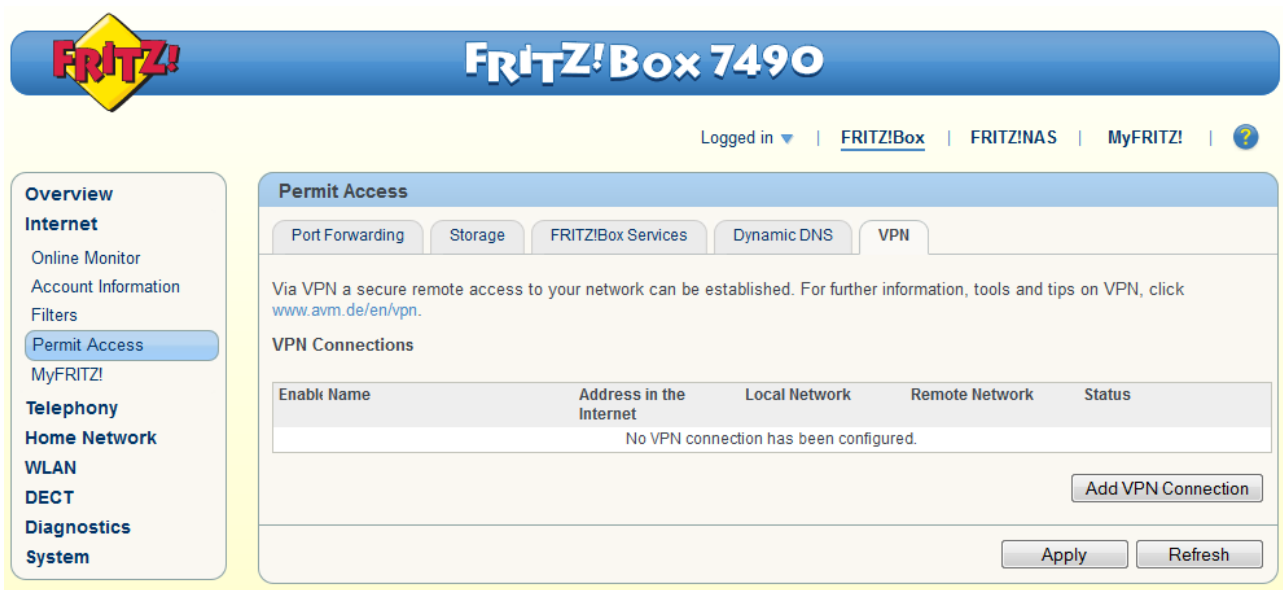 FRITZ!
FRITZ!Box 7490
Logged in | FRITZ!Box | FRITZ!NAS | MyFRITZ! | ?
Overview
Internet
Online Monitor
Account Information
Filters
Permit Access
MyFRITZ!
Telephony
Home Network
WLAN
DECT
Diagnostics
System
Permit Access
Port Forwarding Storage FRITZ!Box Services Dynamic DNS VPN
Via VPN a secure remote access to your network can be established. For further information, tools and tips on VPN, click
www.avm.de/en/vpn.
VPN Connections
Enable Name Address in the Local Network Remote Network Status
Internet
No VPN connection has been configured.
Add VPN Connection
Apply Refresh